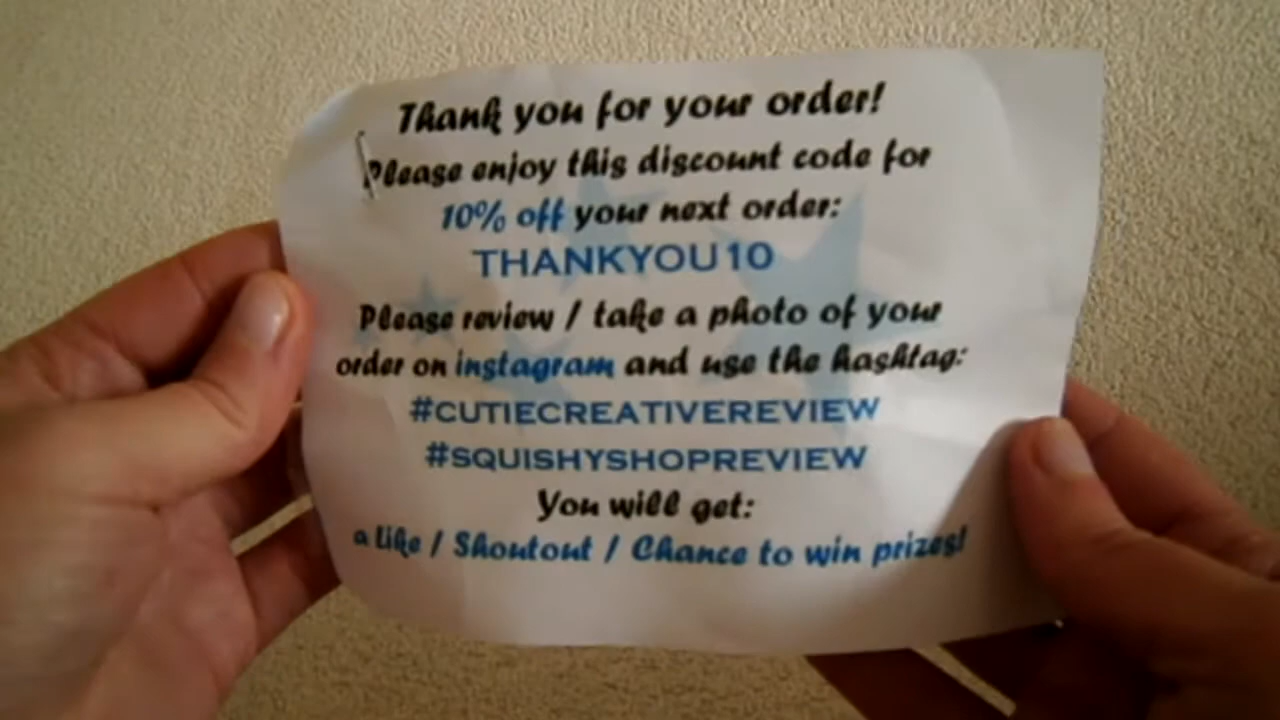 Thank you for your order!
Please enjoy this discount code for
10% off your next order:
THANKYOU10
Please review / take a photo of your
order on instagram and use the hashtag:
#CUTIECREATIVEREVIEW
#SQUISHYSHOPREVIEW
You will get:
a Like / Shoutout / Chance to win prizes!